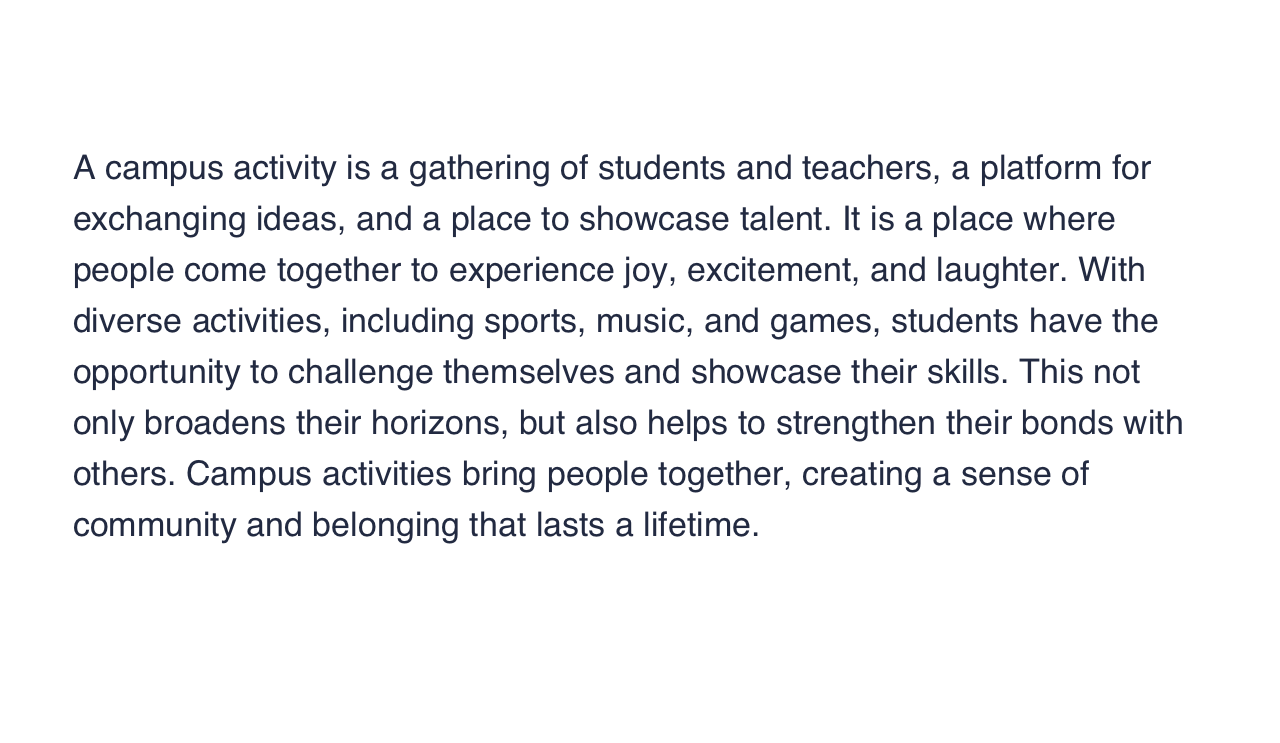 A campus activity is a gathering of students and teachers, a platform for
exchanging ideas, and a place to showcase talent. It is a place where
people come together to experience joy, excitement, and laughter. With
diverse activities, including sports, music, and games, students have the
opportunity to challenge themselves and showcase their skills. This not
only broadens their horizons, but also helps to strengthen their bonds with
others. Campus activities bring people together, creating a sense of
community and belonging that lasts a lifetime.